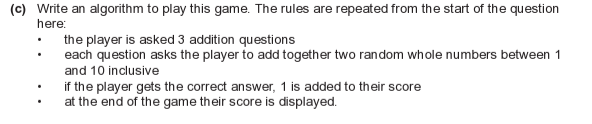 (c) Write an algorithm to play this game. The rules are repeated from the start of the question
here:
• the player is asked 3 addition questions
• each question asks the player to add together two random whole numbers between 1
and 10 inclusive
• if the player gets the correct answer, 1 is added to their score
• at the end of the game their score is displayed.